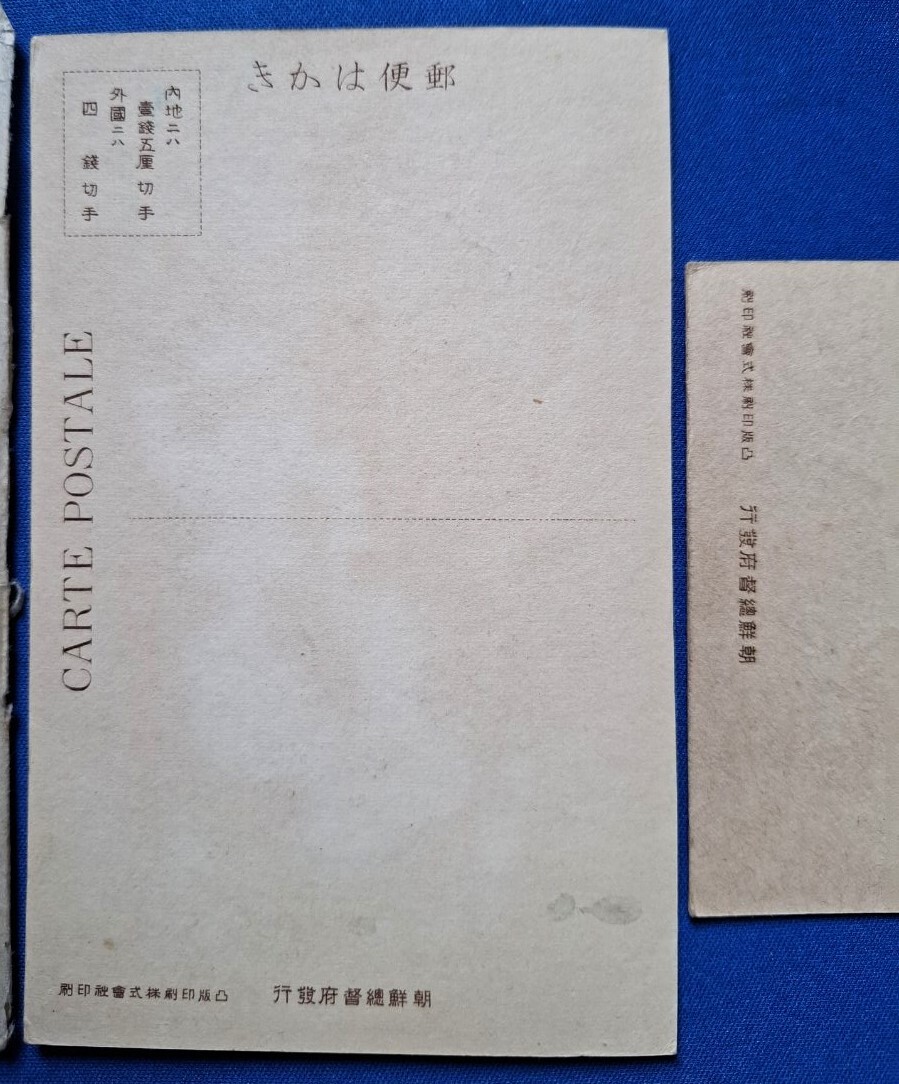 郵便はかき
內地ニハ
壹錢五厘切手
外國ニハ
四錢切手
CARTE POSTALE
朝鮮總督府發行
凸版印刷株式會社印刷
朝鮮總督府發行
凸版印刷株式會社印刷